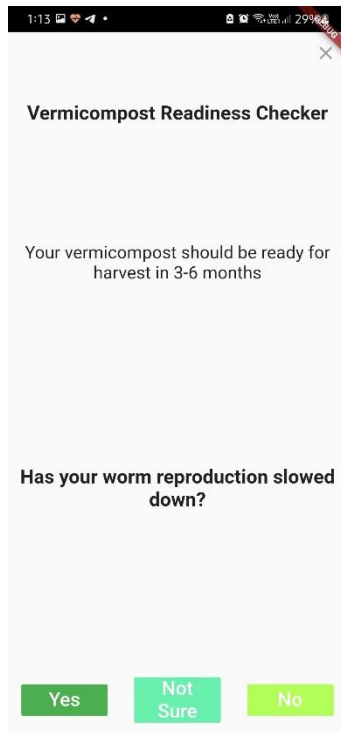 1:13
29%
DEBUG
Vermicompost Readiness Checker
Your vermicompost should be ready for
harvest in 3-6 months
Has your worm reproduction slowed
down?
Yes
Not
Sure
No